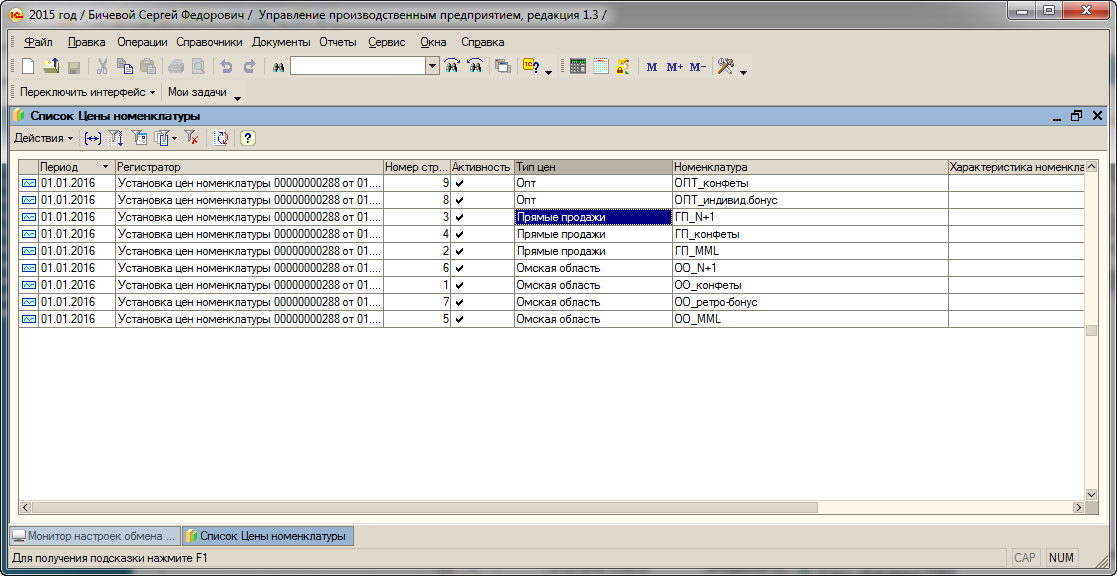 2015 год / Бичевой Сергей Федорович / Управление производственным предприятием, редакция 1.3 /
Файл Правка Операции Справочники Документы Отчеты Сервис Окна Справка
M M+ M-
Переключить интерфейс Мои задачи
Список Цены номенклатуры
Действия
Период Регистратор Номер стр... Активность Тип цен Номенклатура Характеристика номенкла
01.01.2016 Установка цен номенклатуры 00000000288 от 01.... 9 Опт ОПТ_конфеты
01.01.2016 Установка цен номенклатуры 00000000288 от 01.... 8 Опт ОПТ_индивид.бонус
01.01.2016 Установка цен номенклатуры 00000000288 от 01.... 3 Прямые продажи ГП_N+1
01.01.2016 Установка цен номенклатуры 00000000288 от 01.... 4 Прямые продажи ГП_конфеты
01.01.2016 Установка цен номенклатуры 00000000288 от 01.... 2 Прямые продажи ГП_MML
01.01.2016 Установка цен номенклатуры 00000000288 от 01.... 6 Омская область ОО_N+1
01.01.2016 Установка цен номенклатуры 00000000288 от 01.... 1 Омская область ОО_конфеты
01.01.2016 Установка цен номенклатуры 00000000288 от 01.... 7 Омская область ОО_ретро-бонус
01.01.2016 Установка цен номенклатуры 00000000288 от 01.... 5 Омская область ОО_MML
Монитор настроек обмена ... Список Цены номенклатуры
Для получения подсказки нажмите F1 CAP NUM